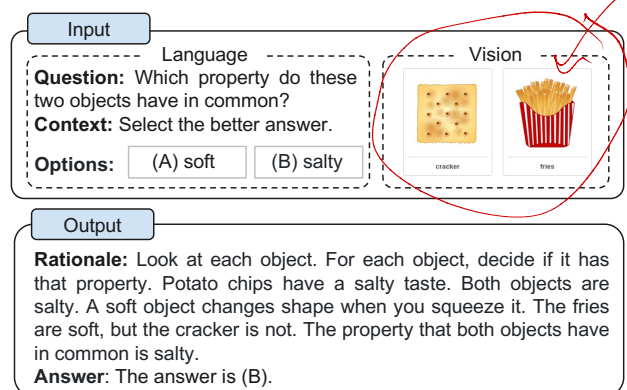 Input
Language
Question: Which property do these
two objects have in common?
Context: Select the better answer.
Options: (A) soft (B) salty
Vision
cracker fries
Output
Rationale: Look at each object. For each object, decide if it has
that property. Potato chips have a salty taste. Both objects are
salty. A soft object changes shape when you squeeze it. The fries
are soft, but the cracker is not. The property that both objects have
in common is salty.
Answer: The answer is (B).